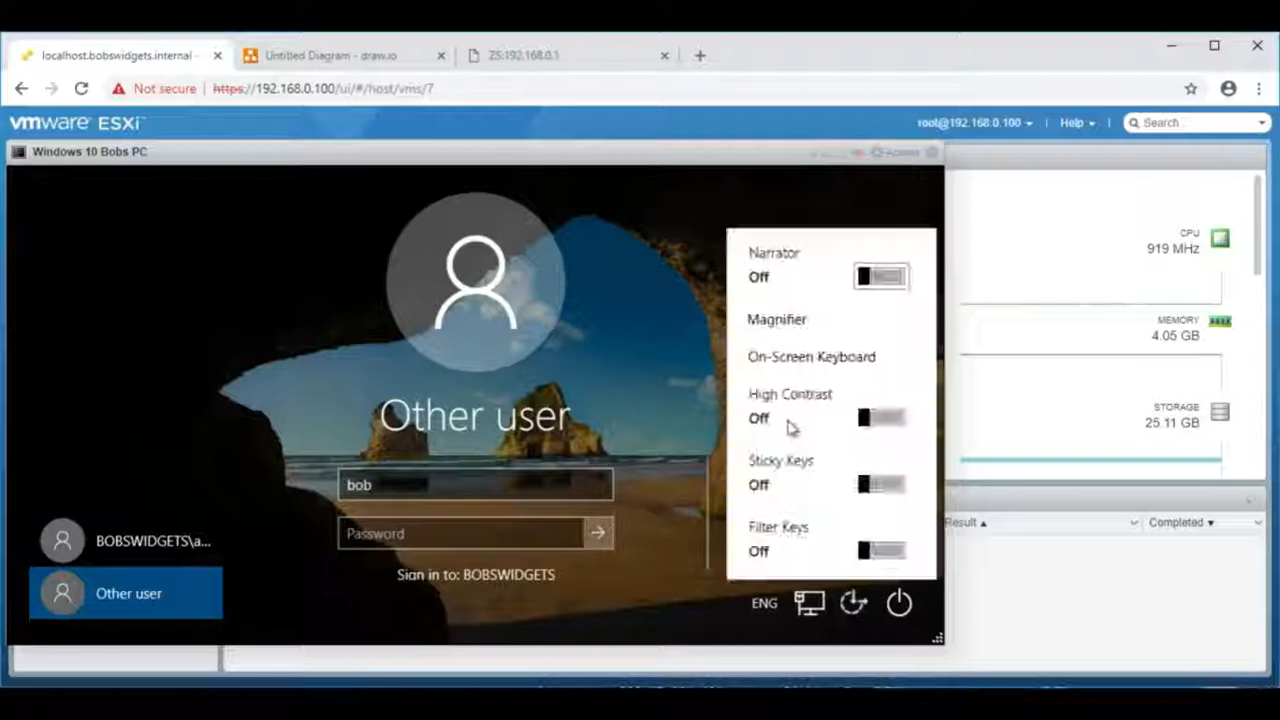 localhost.bobswidgets.internal -
Untitled Diagram - draw.io
ZS:192.168.0.1
Not secure
https://192.168.0.100/ui/#/host/vms/7
vmware ESXi
root@192.168.0.100
Help
Search
Windows 10 Bobs PC
Actions
CPU
919 MHz
MEMORY
4.05 GB
STORAGE
25.11 GB
Narrator
Off
Magnifier
On-Screen Keyboard
High Contrast
Off
Sticky Keys
Off
Filter Keys
Off
Other user
bob
Password
Sign in to: BOBSWIDGETS
BOBSWIDGETS\a...
Other user
ENG
Result
Completed